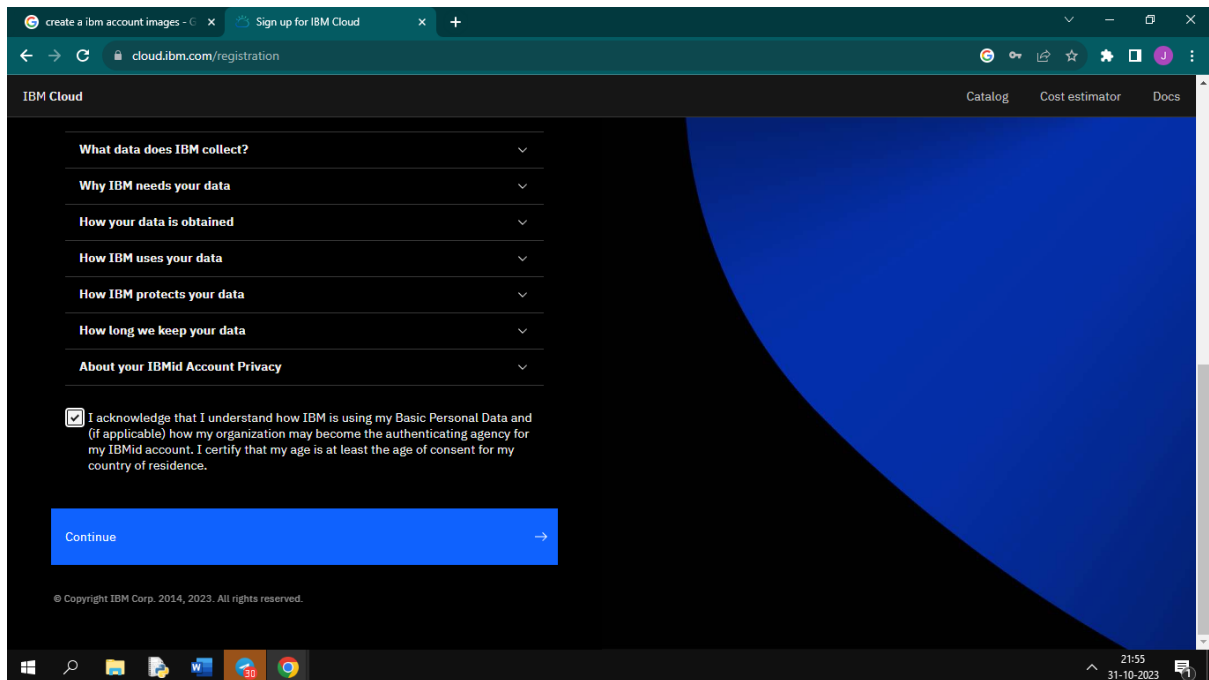 create a ibm account images - G
Sign up for IBM Cloud
cloud.ibm.com/registration
J
IBM Cloud
Catalog
Cost estimator
Docs
What data does IBM collect?
Why IBM needs your data
How your data is obtained
How IBM uses your data
How IBM protects your data
How long we keep your data
About your IBMid Account Privacy
I acknowledge that I understand how IBM is using my Basic Personal Data and
(if applicable) how my organization may become the authenticating agency for
my IBMid account. I certify that my age is at least the age of consent for my
country of residence.
Continue
© Copyright IBM Corp. 2014, 2023. All rights reserved.
30
21:55
31-10-2023
1